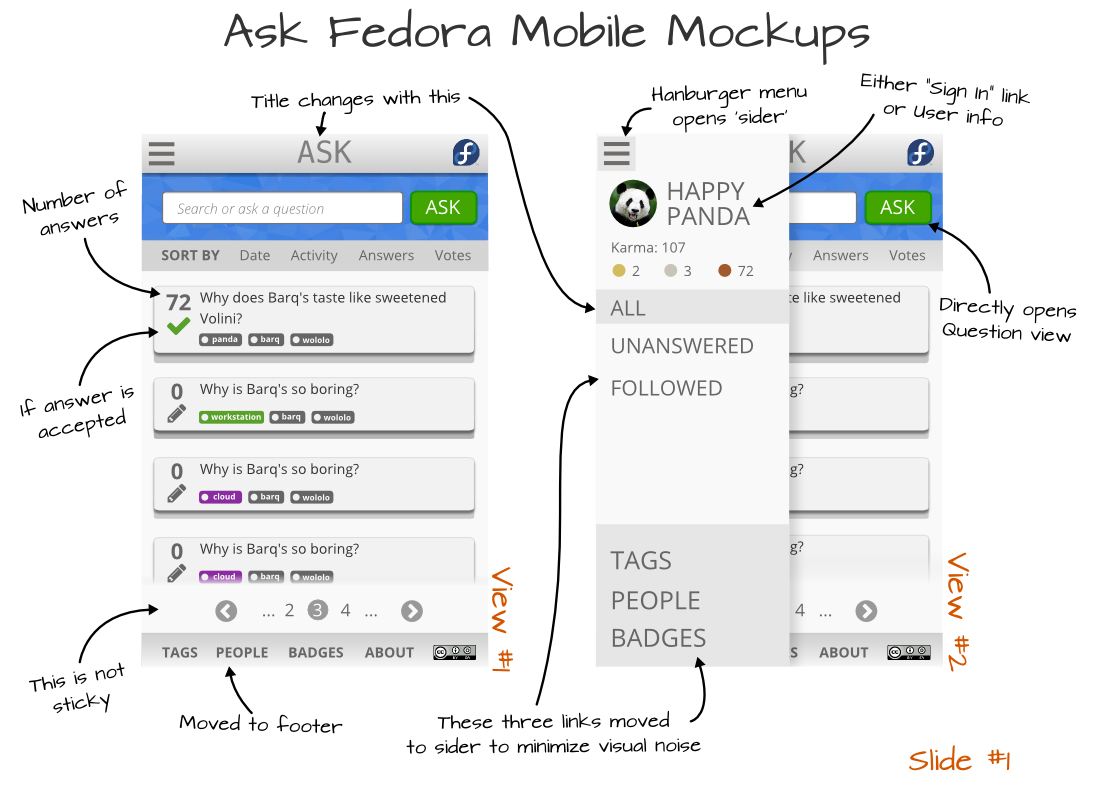 Ask Fedora Mobile Mockups
Title changes with this
Hanburger menu
opens 'sider'
Either "Sign In" link
or User info
Number of
answers
If answer is
accepted
This is not
sticky
Moved to footer
ASK
Search or ask a question
ASK
SORT BY Date Activity Answers Votes
72
Why does Barq's taste like sweetened
Volini?
panda barq wololo
0
Why is Barq's so boring?
workstation barq wololo
0
Why is Barq's so boring?
cloud barq wololo
0
Why is Barq's so boring?
cloud barq wololo
... 2 3 4 ...
TAGS PEOPLE BADGES ABOUT
CC BY SA
View #1
K
HAPPY
PANDA
Karma: 107
2 3 72
ALL
UNANSWERED
FOLLOWED
TAGS
PEOPLE
BADGES
ASK
y Answers Votes
te like sweetened
g?
g?
g?
4 ...
S ABOUT
CC BY SA
View #2
Directly opens
Question view
These three links moved
to sider to minimize visual noise
Slide #1